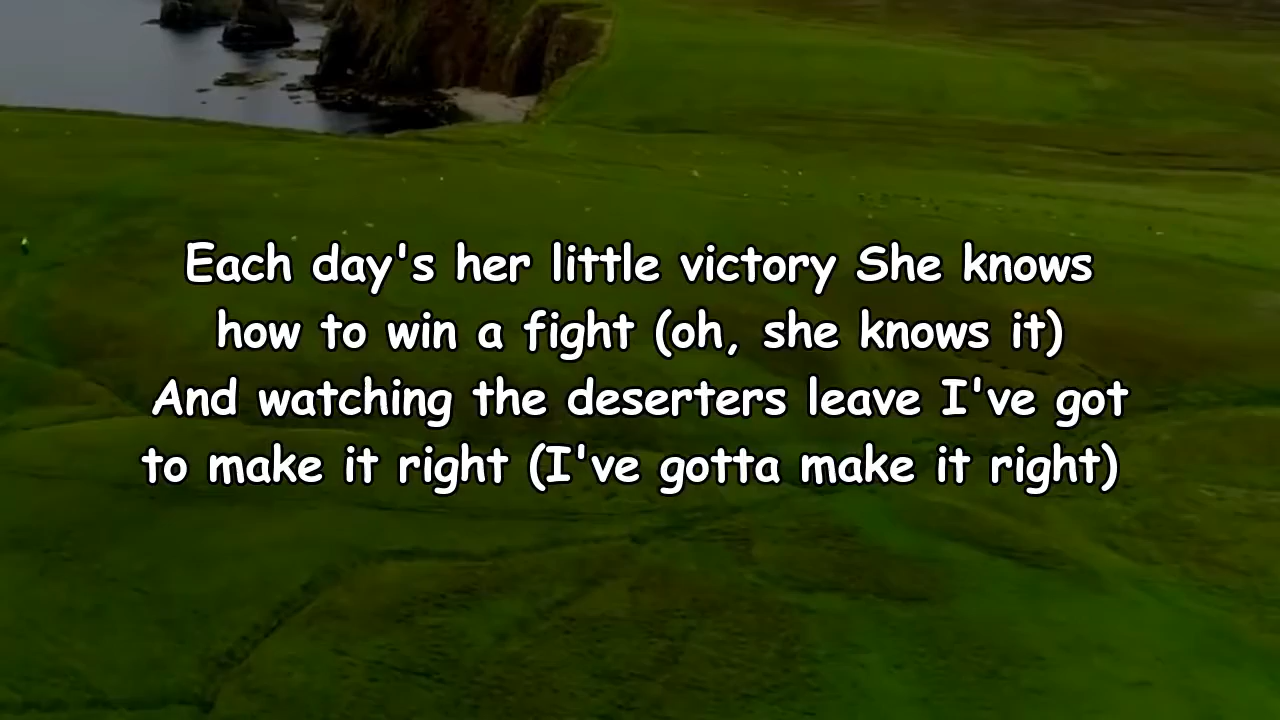 Each day's her little victory She knows
how to win a fight (oh, she knows it)
And watching the deserters leave I've got
to make it right (I've gotta make it right)